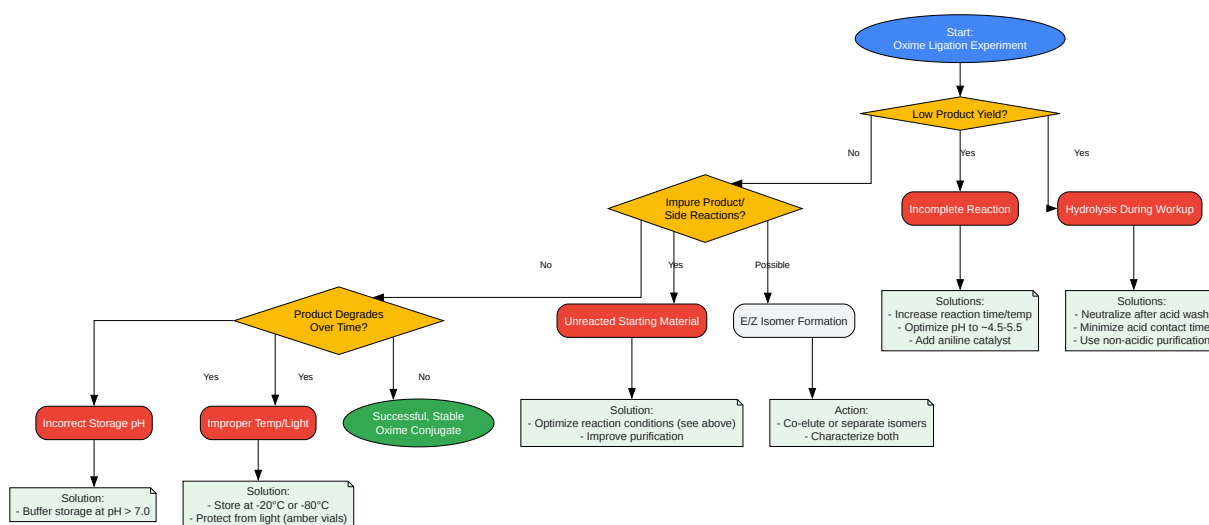 Start:
Oxime Ligation Experiment
Low Product Yield?
No
Yes
Yes
Impure Product/
Side Reactions?
Incomplete Reaction
Hydrolysis During Workup
No
Yes
Possible
Product Degrades
Over Time?
Unreacted Starting Material
E/Z Isomer Formation
Solutions:
- Increase reaction time/temp
- Optimize pH to ~4.5-5.5
- Add aniline catalyst
Solutions:
- Neutralize after acid wash
- Minimize acid contact time
- Use non-acidic purification
Yes
Yes
No
Incorrect Storage pH
Improper Temp/Light
Successful, Stable
Oxime Conjugate
Solution:
- Optimize reaction conditions (see above)
- Improve purification
Action:
- Co-elute or separate isomers
- Characterize both
Solution:
- Buffer storage at pH > 7.0
Solution:
- Store at -20°C or -80°C
- Protect from light (amber vials)